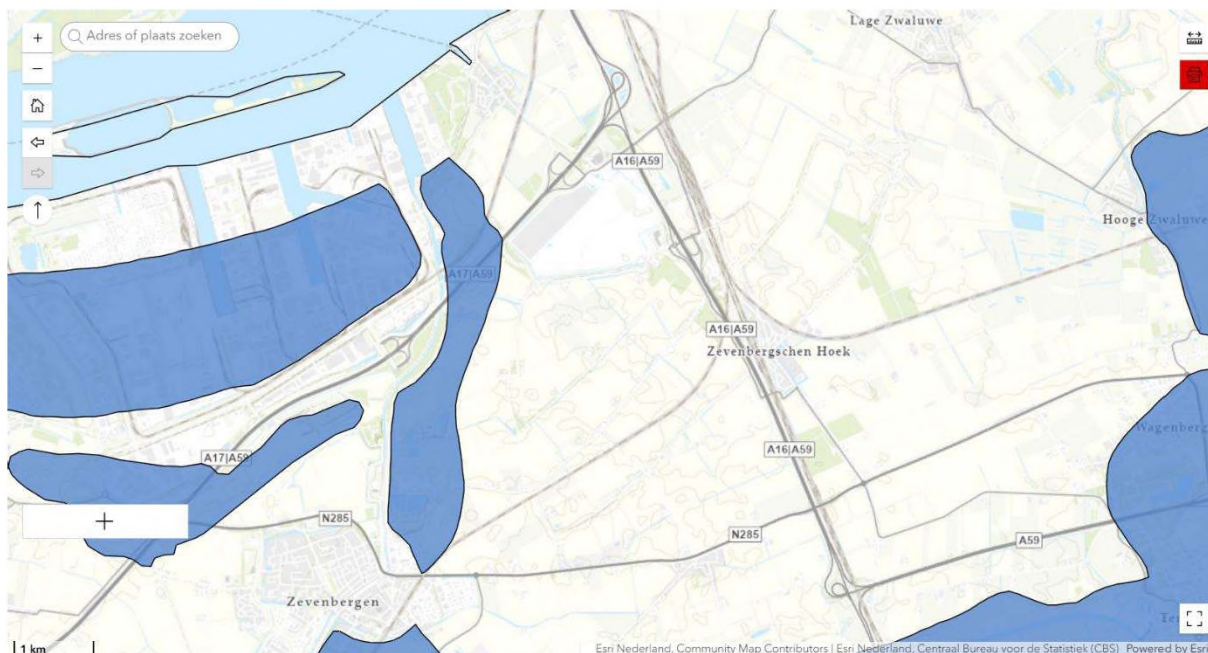 +
Adres of plaats zoeken
Lage Zwaluwe
−
A16|A59
Hooge Zwaluwe
A17|A59
A16|A59
Zevenbergschen Hoek
Wagenberg
A16|A59
A17|A59
+
N285
N285
A59
Zevenbergen
Te
1 km
Esri Nederland, Community Map Contributors | Esri Nederland, Centraal Bureau voor de Statistiek (CBS) Powered by Esri